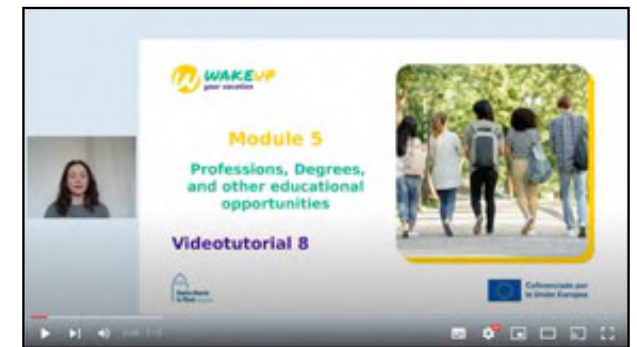 WAKEUP
your vocation
Module 5
Professions, Degrees,
and other educational
opportunities
Videotutorial 8
Cofinanciado por
la Unión Europea